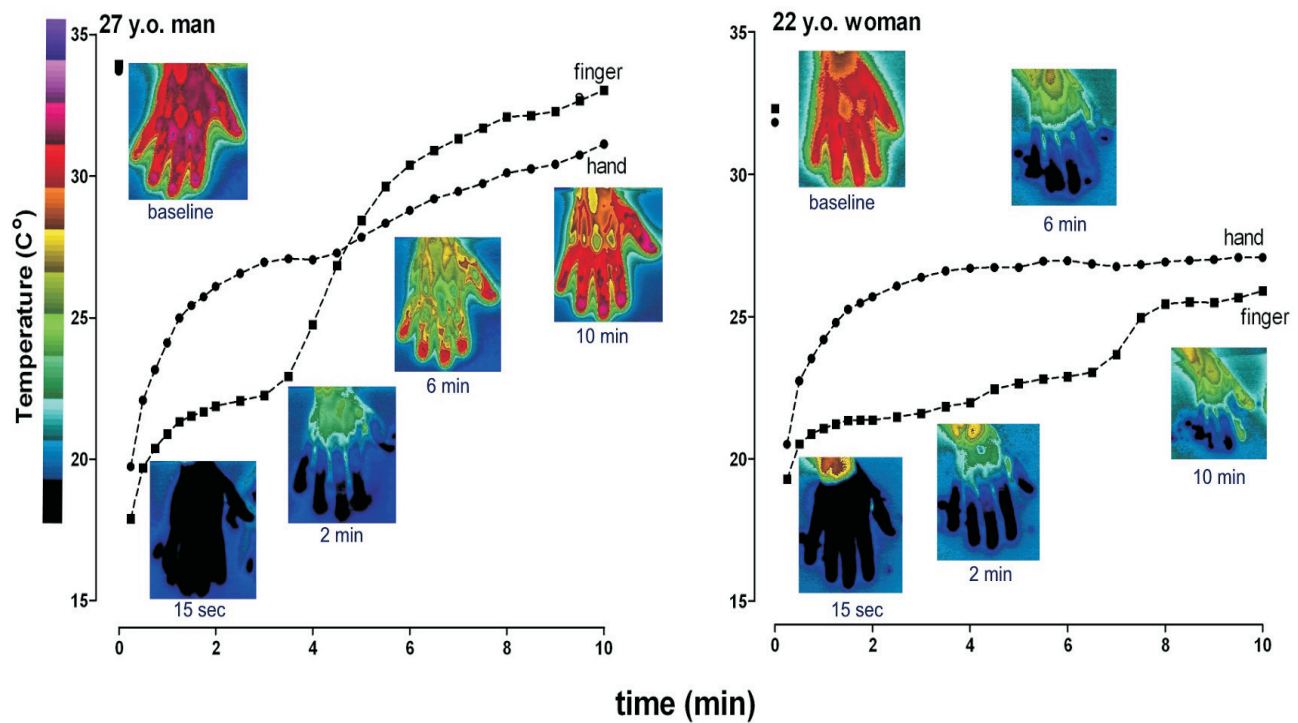 27 y.o. man
22 y.o. woman
Temperature (C°)
35
30
25
20
15
baseline
finger
hand
10 min
6 min
2 min
15 sec
0
2
4
6
8
10
35
30
25
20
15
baseline
6 min
hand
finger
10 min
2 min
15 sec
0
2
4
6
8
10
time (min)